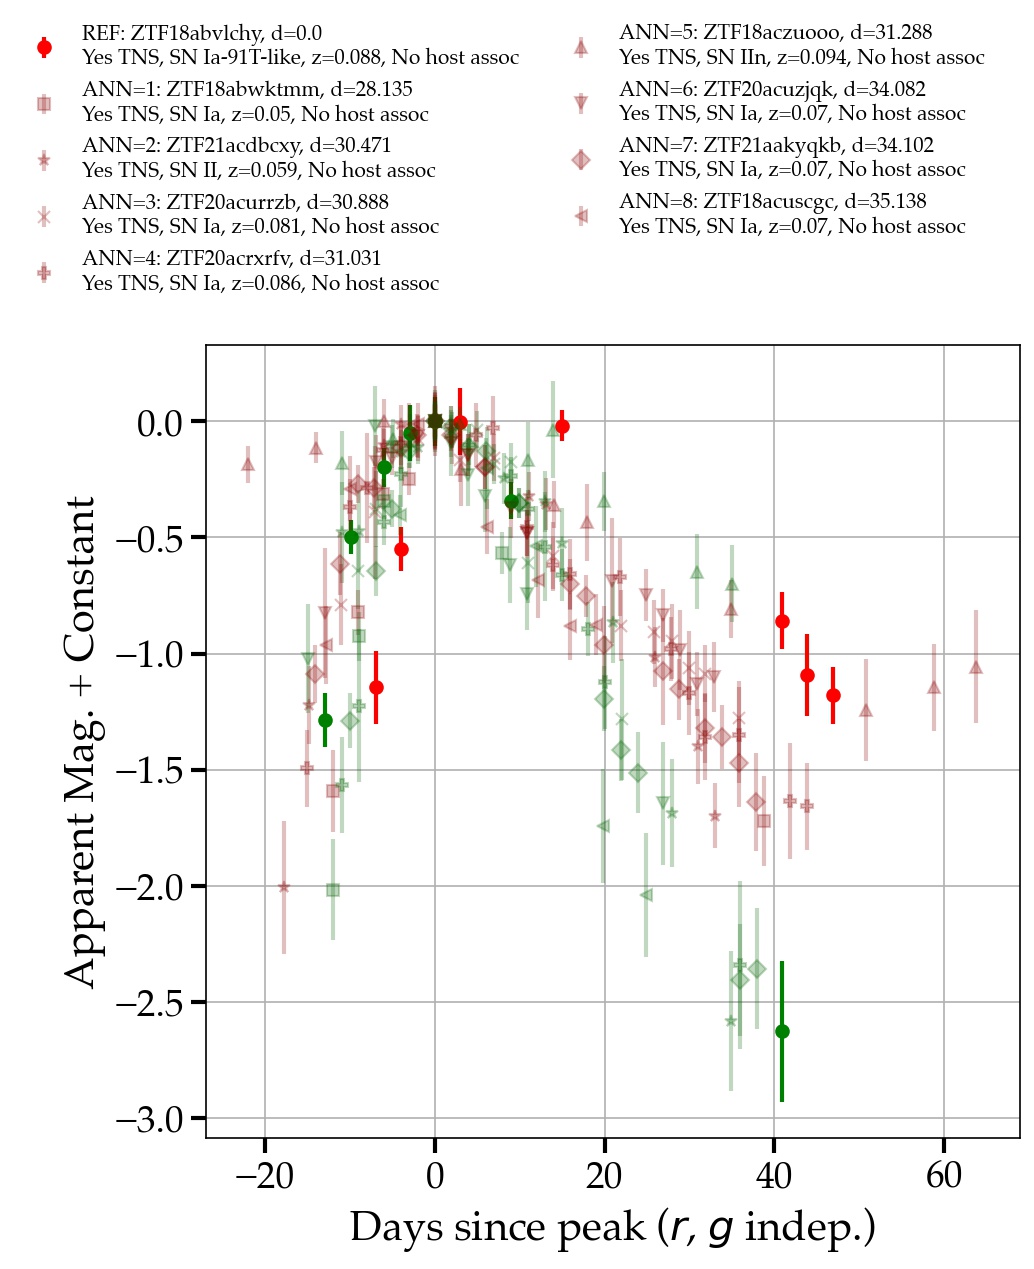 REF: ZTF18abvlchy, d=0.0
Yes TNS, SN Ia-91T-like, z=0.088, No host assoc
ANN=1: ZTF18abwktmm, d=28.135
Yes TNS, SN Ia, z=0.05, No host assoc
ANN=2: ZTF21acdbcxy, d=30.471
Yes TNS, SN II, z=0.059, No host assoc
ANN=3: ZTF20acurrzb, d=30.888
Yes TNS, SN Ia, z=0.081, No host assoc
ANN=4: ZTF20acrxrfv, d=31.031
Yes TNS, SN Ia, z=0.086, No host assoc
ANN=5: ZTF18aczuooo, d=31.288
Yes TNS, SN IIn, z=0.094, No host assoc
ANN=6: ZTF20acuzjqk, d=34.082
Yes TNS, SN Ia, z=0.07, No host assoc
ANN=7: ZTF21aakyqkb, d=34.102
Yes TNS, SN Ia, z=0.07, No host assoc
ANN=8: ZTF18acuscgc, d=35.138
Yes TNS, SN Ia, z=0.07, No host assoc
Apparent Mag. + Constant
0.0
−0.5
−1.0
−1.5
−2.0
−2.5
−3.0
−20
0
20
40
60
Days since peak (r, g indep.)